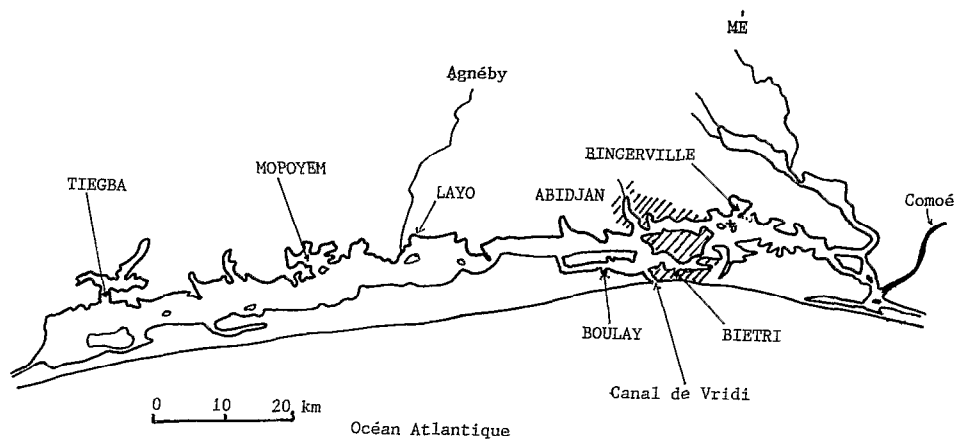 MÉ
Agnéby
BINGERVILLE
MOPOYEM
TIEGBA
LAYO
ABIDJAN
Comoé
BOULAY
BIETRI
Canal de Vridi
0 10 20 km
Océan Atlantique